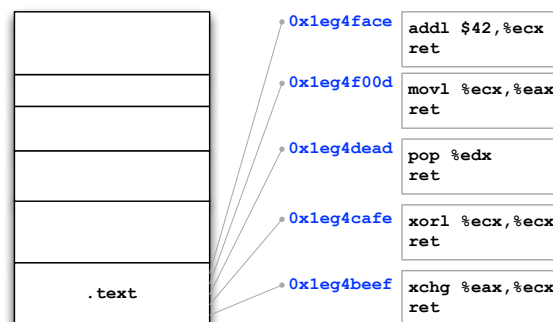 0x1eg4face
addl $42,%ecx
ret
0x1eg4f00d
movl %ecx,%eax
ret
0x1eg4dead
pop %edx
ret
0x1eg4cafe
xorl %ecx,%ecx
ret
.text
0x1eg4beef
xchg %eax,%ecx
ret